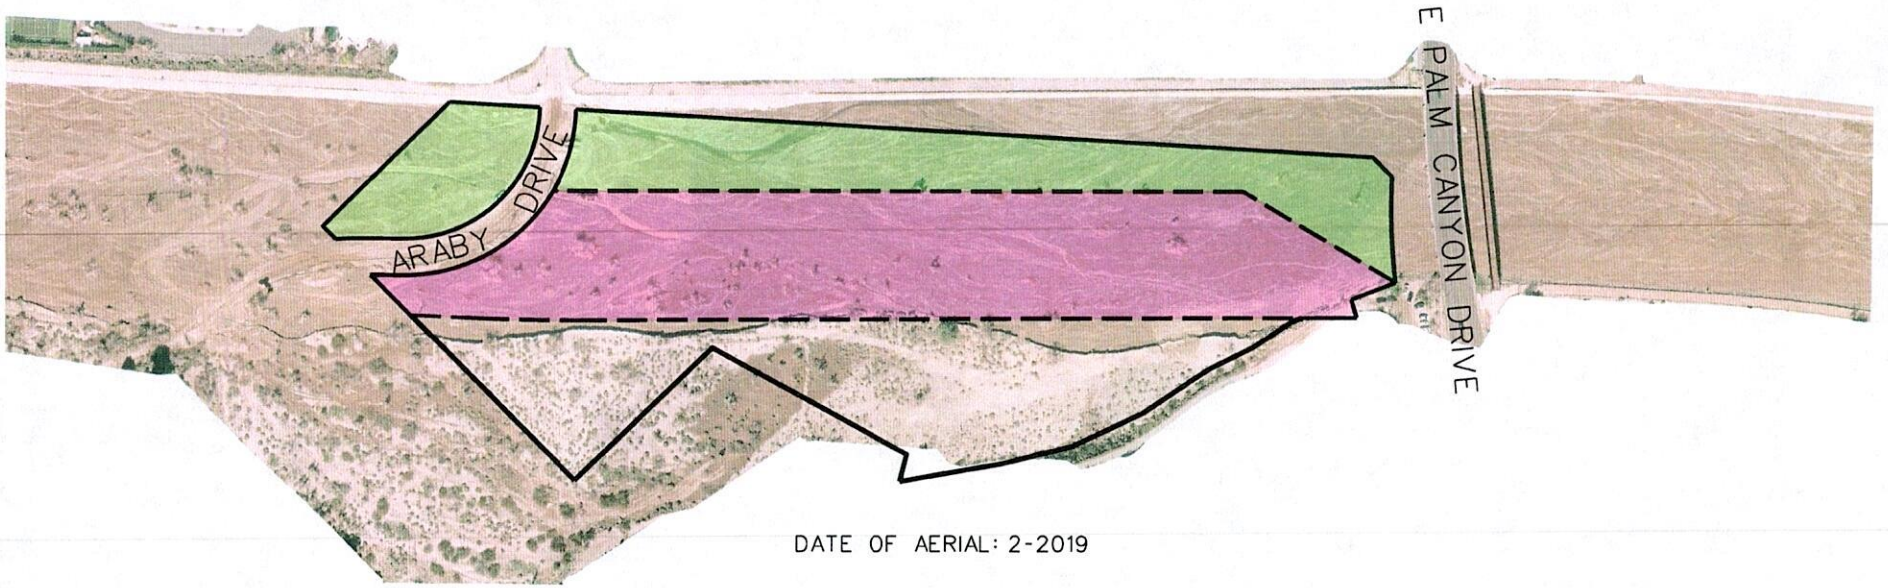 E PALM CANYON DRIVE
ARABY DRIVE
DATE OF AERIAL: 2-2019